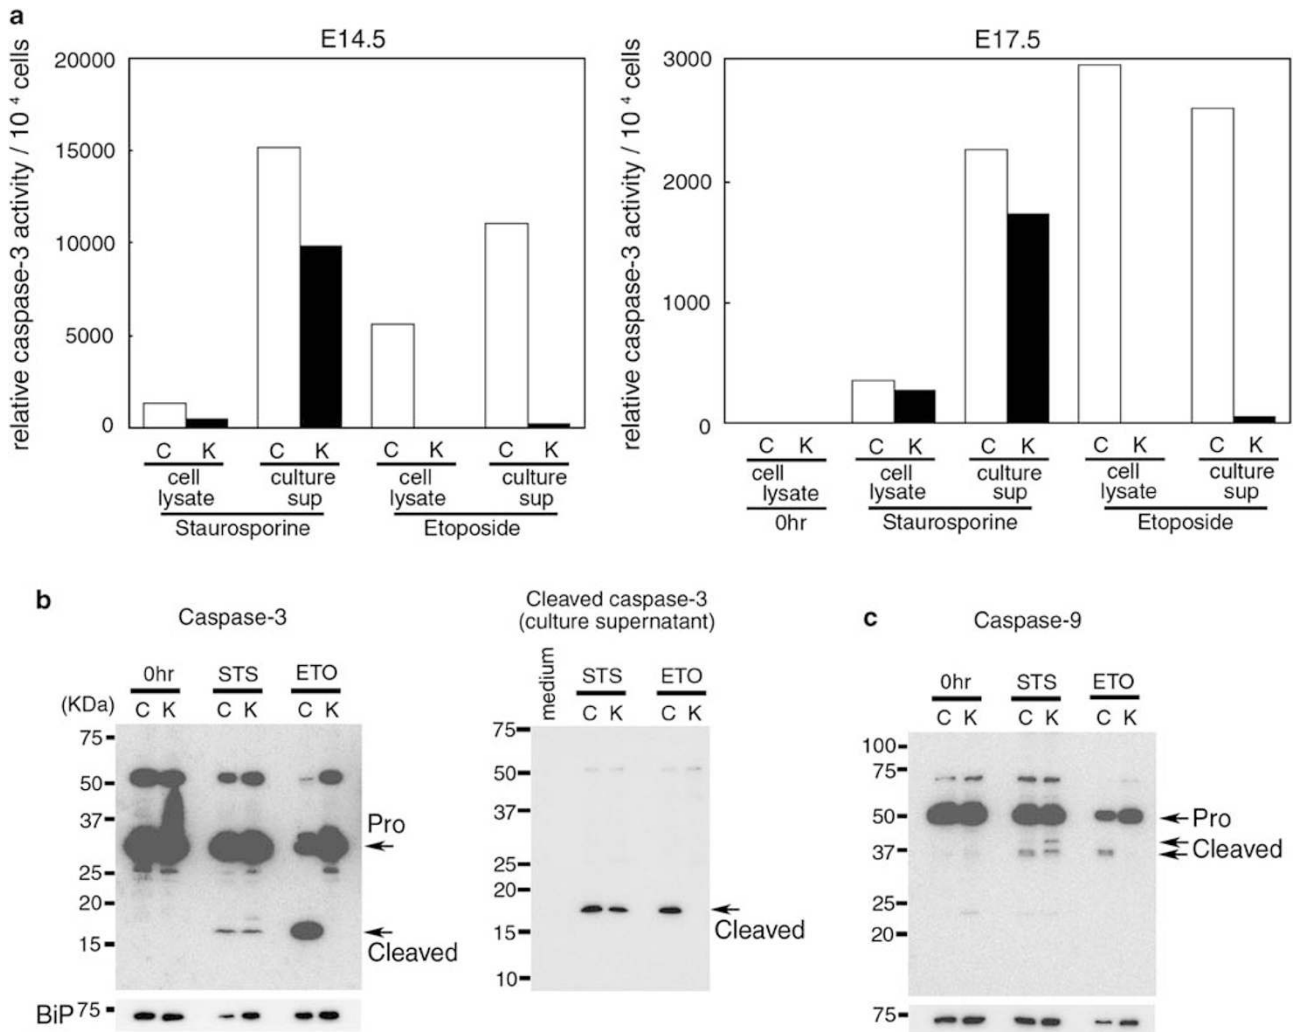 a
E14.5
relative caspase-3 activity / 10 4 cells
20000
15000
10000
5000
0
C K C K C K C K
cell lysate
culture sup
cell lysate
culture sup
Staurosporine
Etoposide
E17.5
relative caspase-3 activity / 10 4 cells
3000
2000
1000
0
C K C K C K C K C K
cell lysate
cell lysate
culture sup
cell lysate
culture sup
0hr
Staurosporine
Etoposide
b
Caspase-3
0hr STS ETO
(KDa) C K C K C K
75
50
37
Pro
25
20
15
Cleaved
BiP 75
Cleaved caspase-3
(culture supernatant)
medium
STS ETO
C K C K
75
50
37
25
20
15
Cleaved
10
c
Caspase-9
0hr STS ETO
C K C K C K
100
75
50
Pro
37
Cleaved
25
20
75